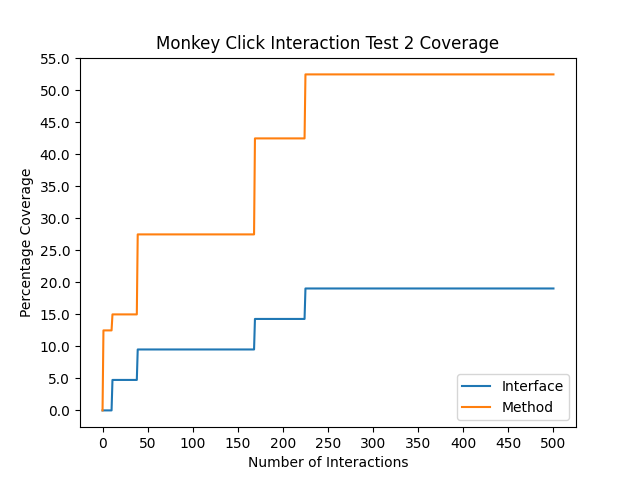 Monkey Click Interaction Test 2 Coverage
55.0
50.0
45.0
40.0
35.0
30.0
25.0
20.0
15.0
10.0
5.0
0.0
Percentage Coverage
Interface
Method
0 50 100 150 200 250 300 350 400 450 500
Number of Interactions